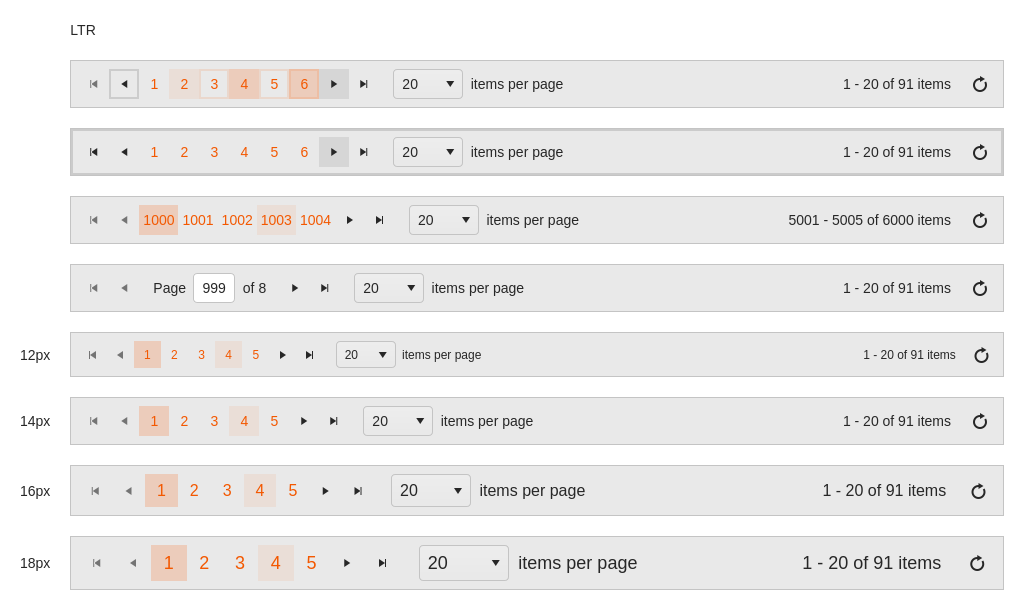 LTR
1 2 3 4 5 6 20 items per page 1 - 20 of 91 items
1 2 3 4 5 6 20 items per page 1 - 20 of 91 items
1000 1001 1002 1003 1004 20 items per page 5001 - 5005 of 6000 items
Page 999 of 8 20 items per page 1 - 20 of 91 items
12px 1 2 3 4 5 20 items per page 1 - 20 of 91 items
14px 1 2 3 4 5 20 items per page 1 - 20 of 91 items
16px 1 2 3 4 5 20 items per page 1 - 20 of 91 items
18px 1 2 3 4 5 20 items per page 1 - 20 of 91 items